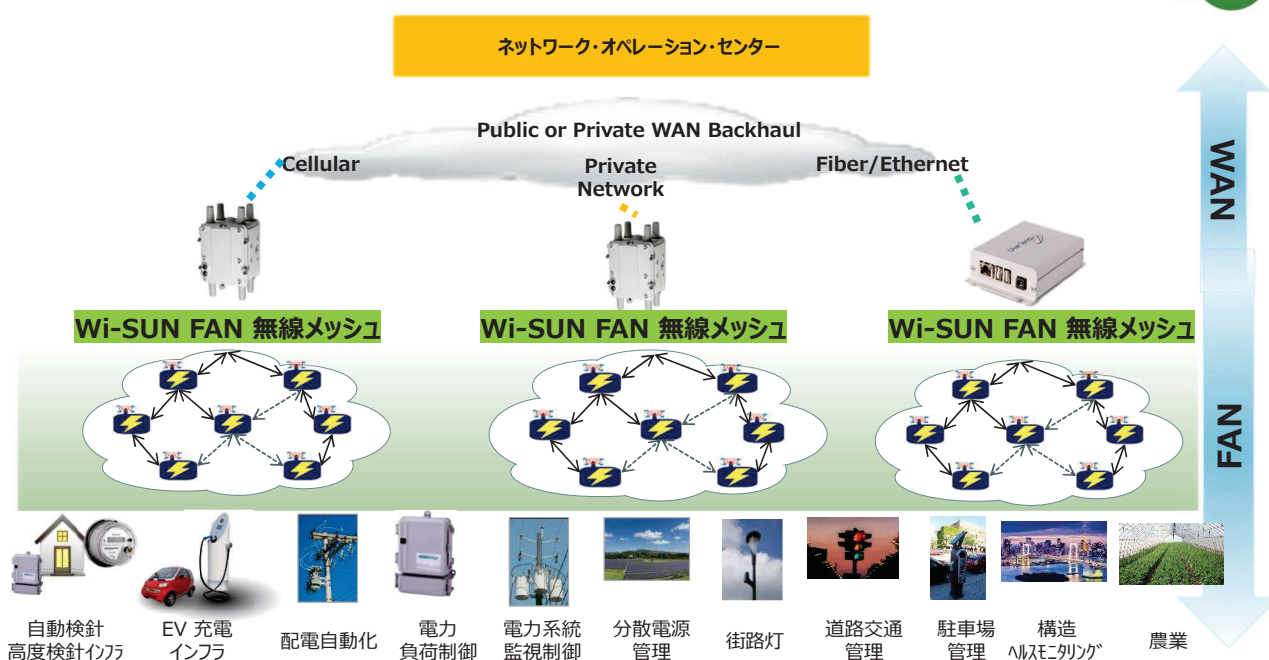 ネットワーク・オペレーション・センター
Public or Private WAN Backhaul
Cellular
Private
Network
Fiber/Ethernet
WAN
Wi-SUN FAN 無線メッシュ
Wi-SUN FAN 無線メッシュ
Wi-SUN FAN 無線メッシュ
FAN
自動検針
高度検針ｲﾝﾌﾗ
EV 充電
インフラ
配電自動化
電力
負荷制御
電力系統
監視制御
分散電源
管理
街路灯
道路交通
管理
駐車場
管理
構造
ﾍﾙｽﾓﾆﾀﾘﾝｸﾞ
農業